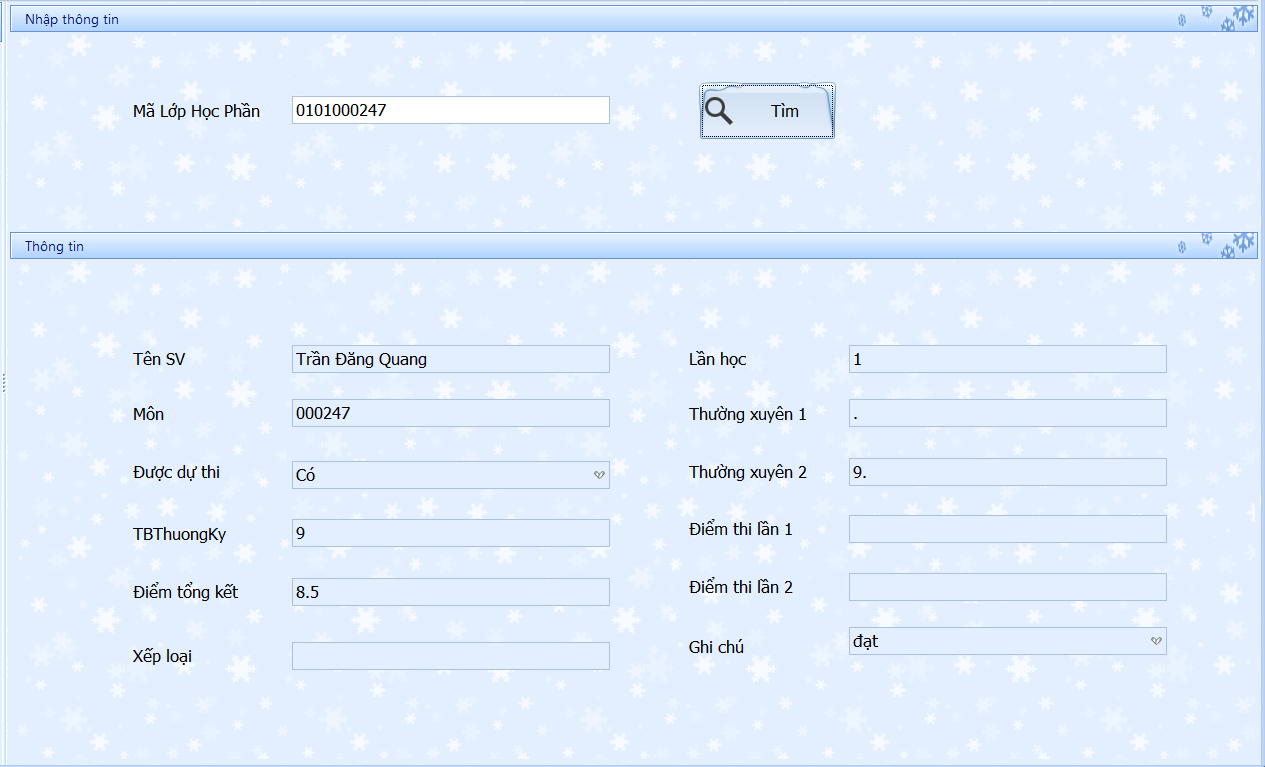 Nhập thông tin
Mã Lớp Học Phần 0101000247 Tìm
Thông tin
Tên SV Trần Đăng Quang Lần học 1
Môn 000247 Thường xuyên 1 .
Được dự thi Có Thường xuyên 2 9.
TBThuongKy 9 Điểm thi lần 1
Điểm tổng kết 8.5 Điểm thi lần 2
Xếp loại Ghi chú đạt